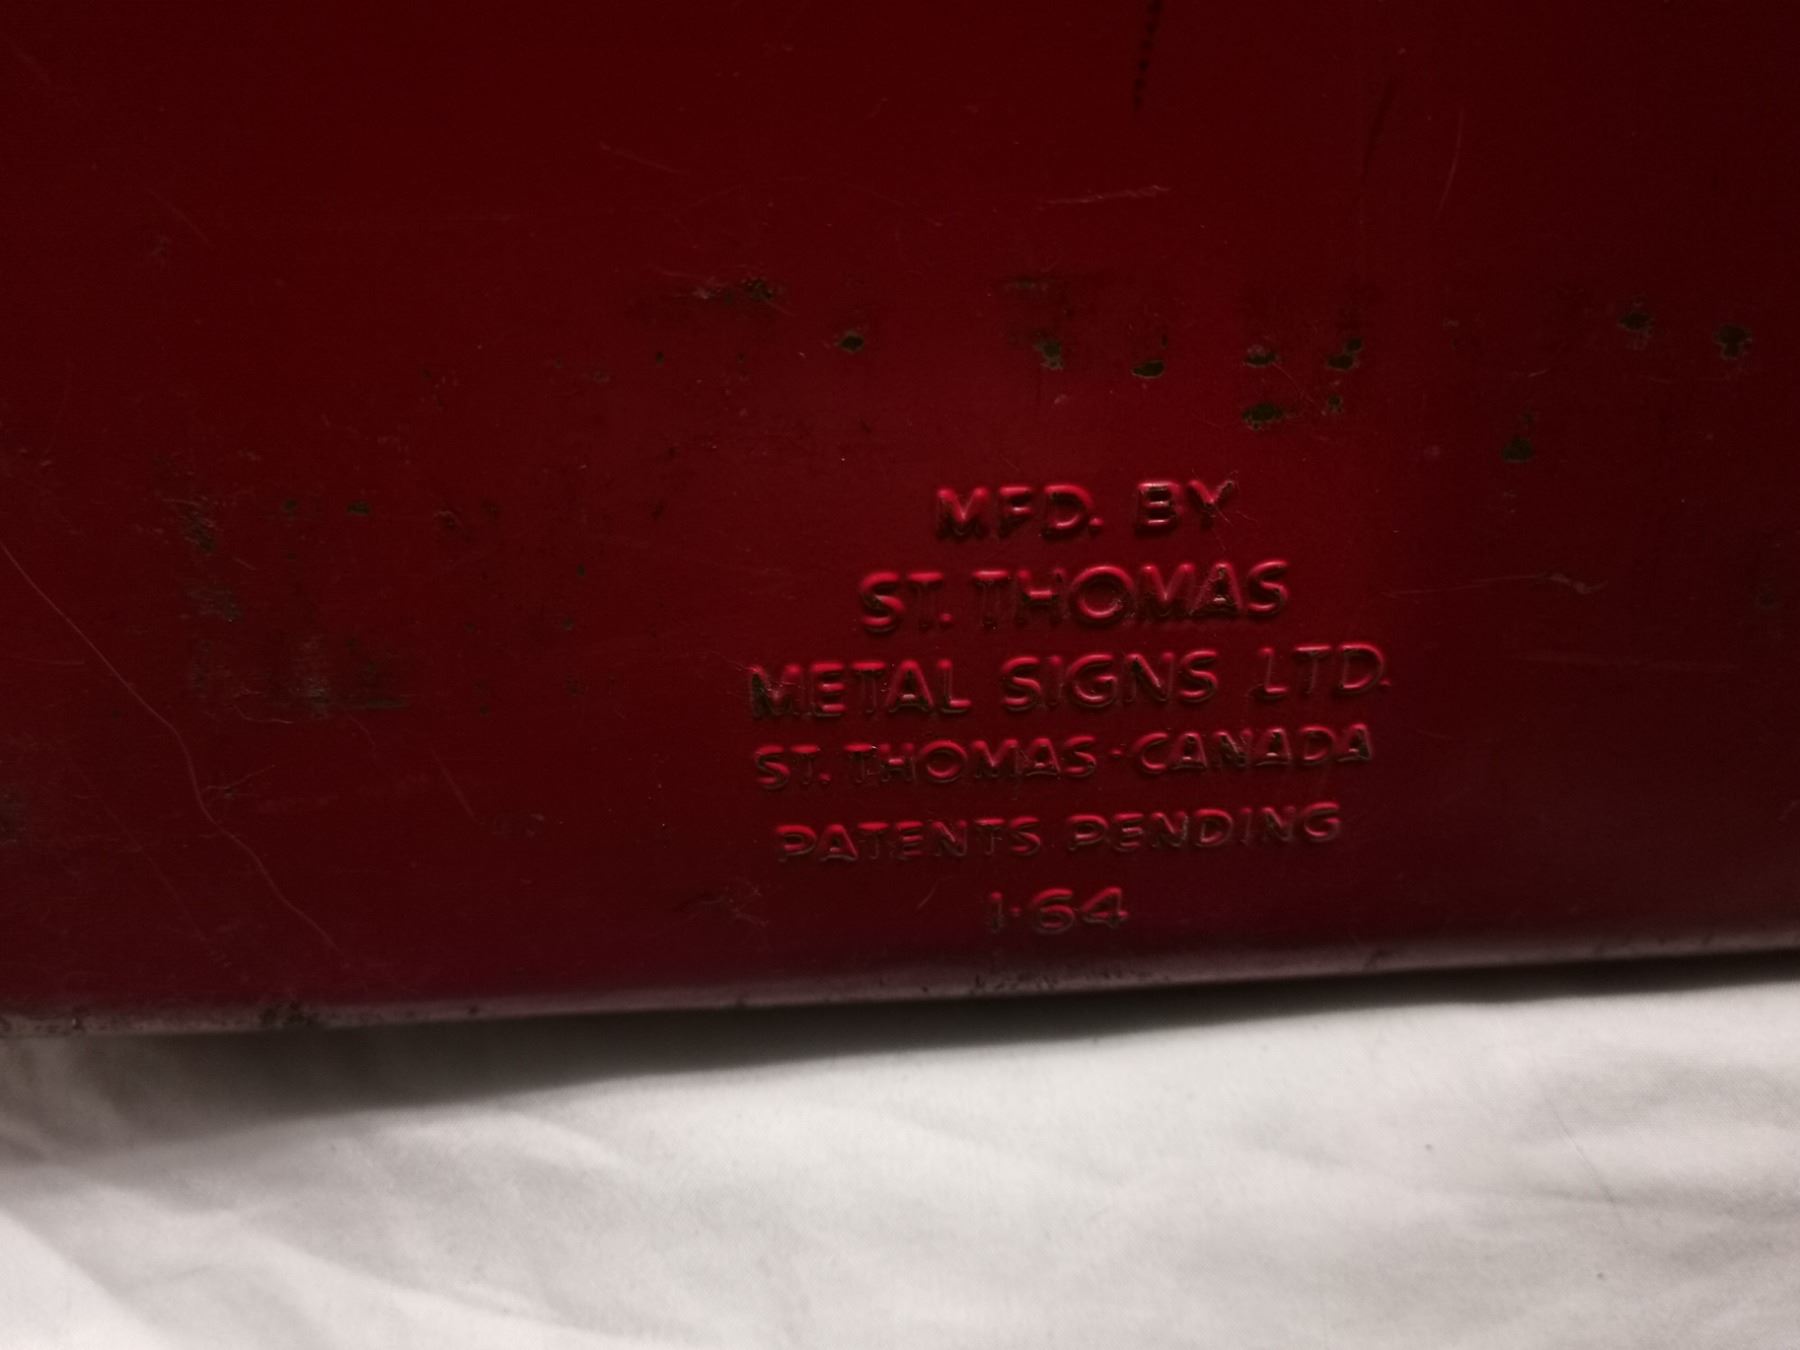 MFD. BY
ST. THOMAS
METAL SIGNS LTD.
ST. THOMAS · CANADA
PATENTS PENDING
1·64